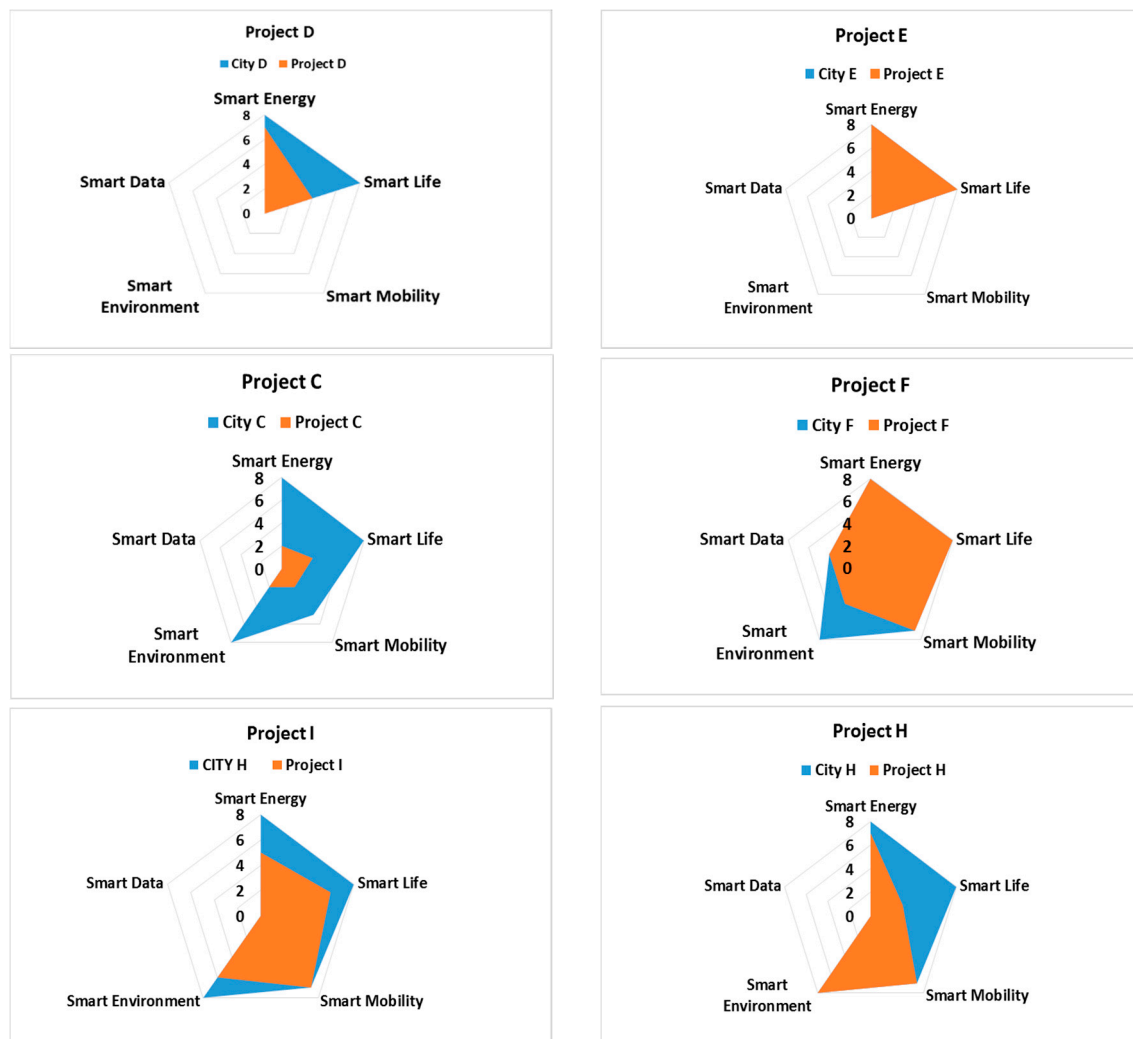 Project D
City D Project D
Smart Energy
8
6
Smart Data
Smart Life
4
2
0
Smart
Environment
Smart Mobility
Project E
City E Project E
Smart Energy
8
6
Smart Data
Smart Life
4
2
0
Smart
Environment
Smart Mobility
Project C
City C Project C
Smart Energy
8
6
Smart Data
Smart Life
4
2
0
Smart
Environment
Smart Mobility
Project F
City F Project F
Smart Energy
8
6
Smart Data
Smart Life
4
2
0
Smart
Environment
Smart Mobility
Project I
CITY H Project I
Smart Energy
8
6
Smart Data
Smart Life
4
2
0
Smart Environment
Smart Mobility
Project H
City H Project H
Smart Energy
8
6
Smart Data
Smart Life
4
2
0
Smart
Environment
Smart Mobility